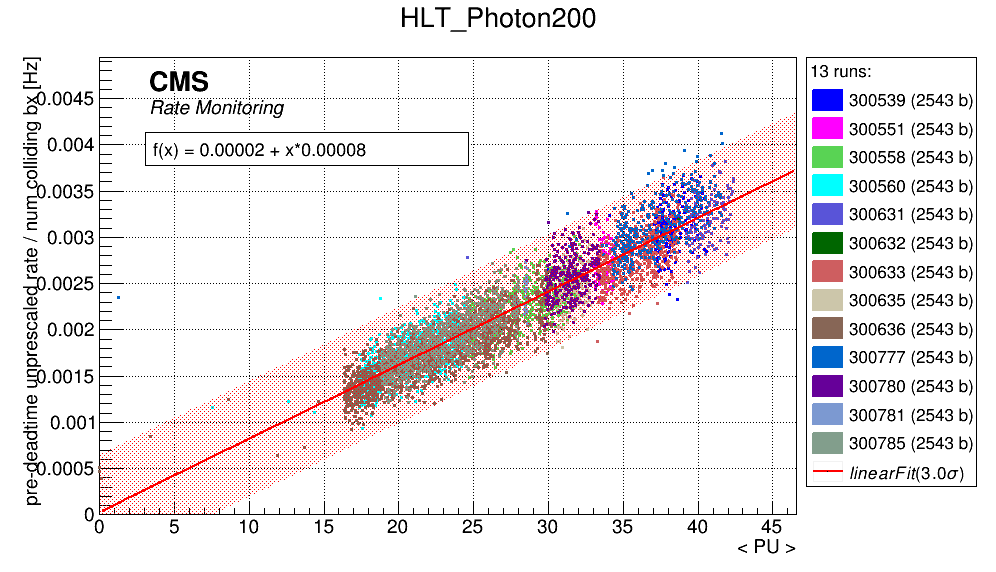 HLT_Photon200
pre-deadtime unprescaled rate / num colliding bx [Hz]
CMS
Rate Monitoring
f(x) = 0.00002 + x*0.00008
0.0045
0.004
0.0035
0.003
0.0025
0.002
0.0015
0.001
0.0005
0
0 5 10 15 20 25 30 35 40 45
< PU >
13 runs:
300539 (2543 b)
300551 (2543 b)
300558 (2543 b)
300560 (2543 b)
300631 (2543 b)
300632 (2543 b)
300633 (2543 b)
300635 (2543 b)
300636 (2543 b)
300777 (2543 b)
300780 (2543 b)
300781 (2543 b)
300785 (2543 b)
linearFit(3.0σ)